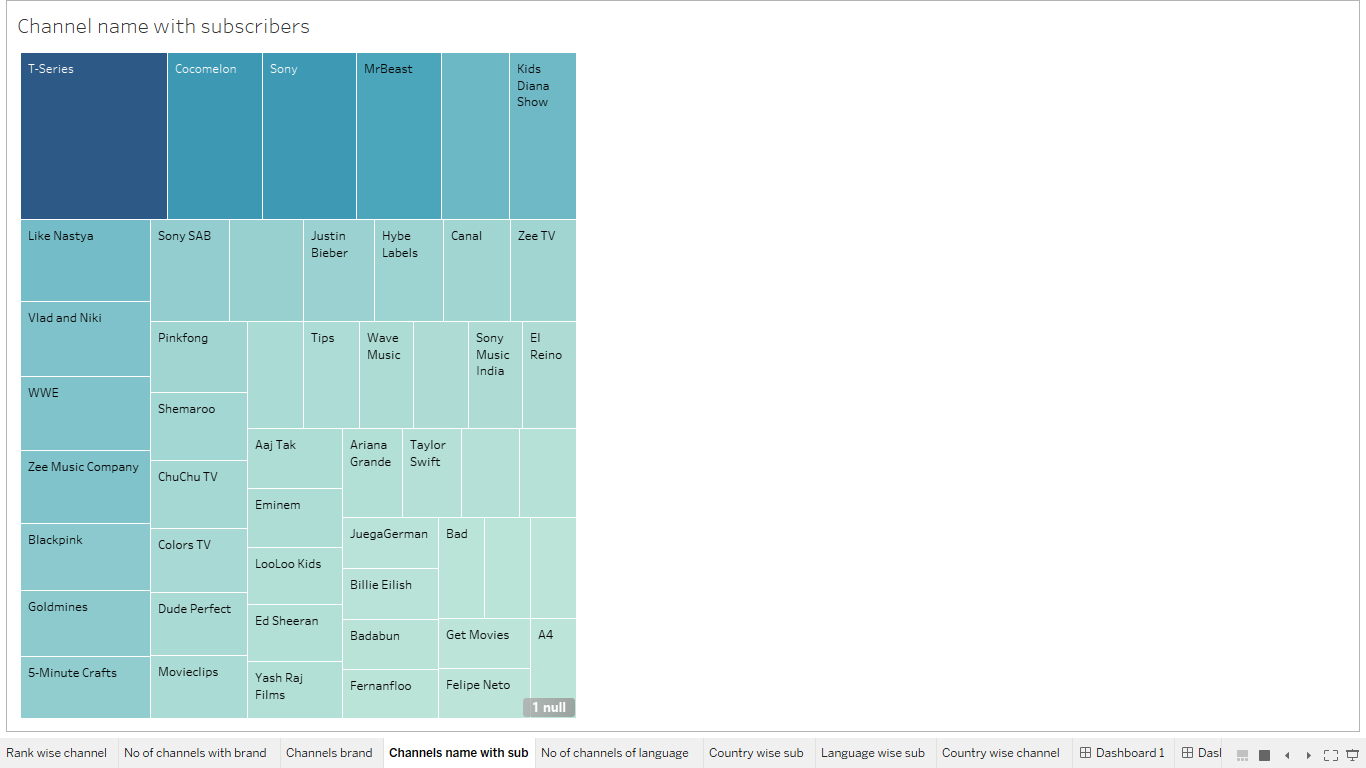 Channel name with subscribers
T-Series
Cocomelon
Sony
MrBeast
Kids
Diana
Show
Like Nastya
Sony SAB
Justin
Bieber
Hybe
Labels
Canal
Zee TV
Vlad and Niki
Pinkfong
Tips
Wave
Music
Sony
Music
India
El
Reino
WWE
Shemaroo
Zee Music Company
ChuChu TV
Aaj Tak
Ariana
Grande
Taylor
Swift
Eminem
Blackpink
Colors TV
LooLoo Kids
JuegaGerman
Bad
Billie Eilish
Goldmines
Dude Perfect
Ed Sheeran
Badabun
Get Movies
A4
5-Minute Crafts
Movieclips
Yash Raj
Films
Fernanfloo
Felipe Neto
1 null
Rank wise channel
No of channels with brand
Channels brand
Channels name with sub
No of channels of language
Country wise sub
Language wise sub
Country wise channel
Dashboard 1
Dasl